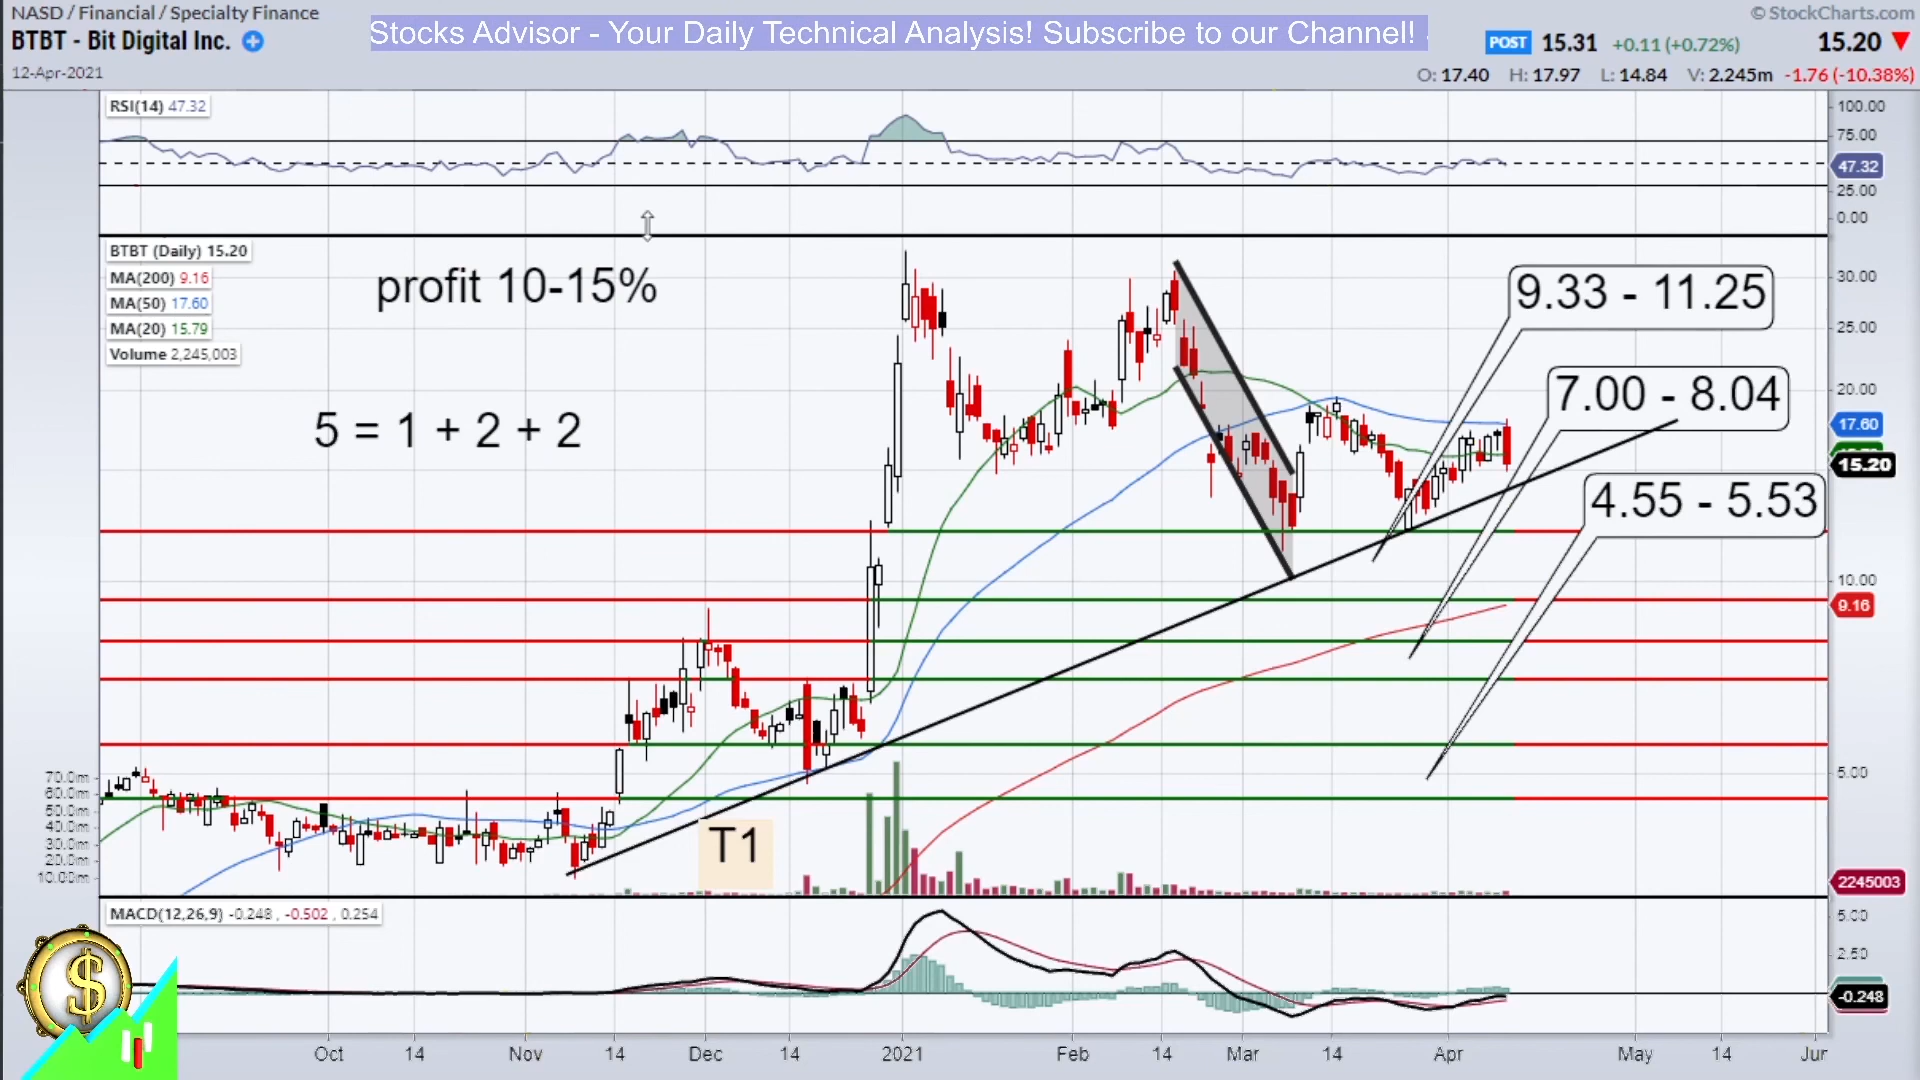 NASD / Financial / Specialty Finance
BTBT - Bit Digital Inc.
12-Apr-2021
Stocks Advisor - Your Daily Technical Analysis! Subscribe to our Channel!
© StockCharts.com
POST 15.31 +0.11 (+0.72%) 15.20
O: 17.40 H: 17.97 L: 14.84 V: 2.245m -1.76 (-10.38%)
RSI(14) 47.32
100.00
75.00
47.32
25.00
0.00
BTBT (Daily) 15.20
MA(200) 9.16
MA(50) 17.60
MA(20) 15.79
Volume 2,245,003
profit 10-15%
5 = 1 + 2 + 2
9.33 - 11.25
7.00 - 8.04
4.55 - 5.53
T1
30.00
25.00
20.00
17.60
15.20
10.00
9.16
5.00
2245003
70.0m
60.0m
50.0m
40.0m
30.0m
20.0m
10.00m
MACD(12,26,9) -0.248, -0.502, 0.254
5.00
2.50
-0.248
$
Oct 14 Nov 14 Dec 14 2021 Feb 14 Mar 14 Apr May 14 Jun